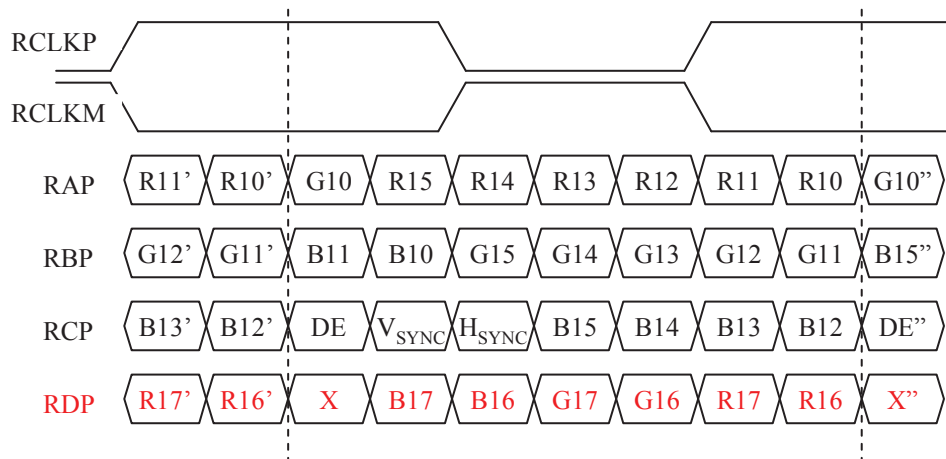 RCLKP
RCLKM
RAP R11’ R10’ G10 R15 R14 R13 R12 R11 R10 G10”
RBP G12’ G11’ B11 B10 G15 G14 G13 G12 G11 B15”
RCP B13’ B12’ DE VSYNC HSYNC B15 B14 B13 B12 DE”
RDP R17’ R16’ X B17 B16 G17 G16 R17 R16 X”